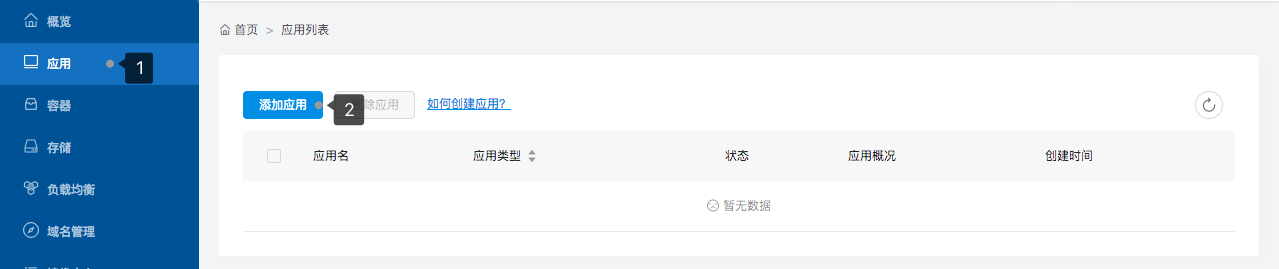 概览
首页 > 应用列表
应用
1
添加应用
2
除应用
如何创建应用?
容器
存储
应用名
应用类型
状态
应用概况
创建时间
负载均衡
暂无数据
域名管理